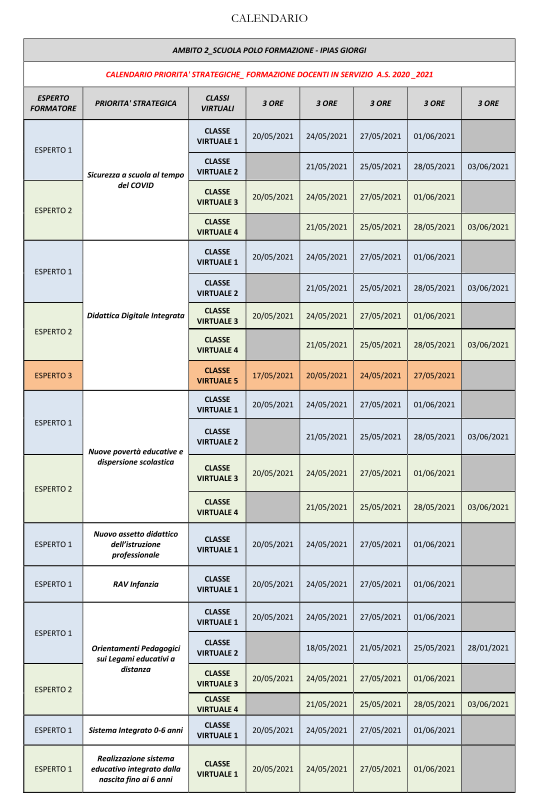 CALENDARIO
AMBITO 2_SCUOLA POLO FORMAZIONE - IPIAS GIORGI
CALENDARIO PRIORITA' STRATEGICHE_ FORMAZIONE DOCENTI IN SERVIZIO A.S. 2020 _2021
ESPERTO FORMATORE PRIORITA' STRATEGICA CLASSI VIRTUALI 3 ORE 3 ORE 3 ORE 3 ORE 3 ORE
ESPERTO 1
Sicurezza a scuola al tempo
del COVID
CLASSE
VIRTUALE 1 20/05/2021 24/05/2021 27/05/2021 01/06/2021
CLASSE
VIRTUALE 2 21/05/2021 25/05/2021 28/05/2021 03/06/2021
ESPERTO 2
CLASSE
VIRTUALE 3 20/05/2021 24/05/2021 27/05/2021 01/06/2021
CLASSE
VIRTUALE 4 21/05/2021 25/05/2021 28/05/2021 03/06/2021
ESPERTO 1
Didattica Digitale Integrata
CLASSE
VIRTUALE 1 20/05/2021 24/05/2021 27/05/2021 01/06/2021
CLASSE
VIRTUALE 2 21/05/2021 25/05/2021 28/05/2021 03/06/2021
ESPERTO 2
CLASSE
VIRTUALE 3 20/05/2021 24/05/2021 27/05/2021 01/06/2021
CLASSE
VIRTUALE 4 21/05/2021 25/05/2021 28/05/2021 03/06/2021
ESPERTO 3
CLASSE
VIRTUALE 5 17/05/2021 20/05/2021 24/05/2021 27/05/2021
ESPERTO 1
Nuove povertà educative e
dispersione scolastica
CLASSE
VIRTUALE 1 20/05/2021 24/05/2021 27/05/2021 01/06/2021
CLASSE
VIRTUALE 2 21/05/2021 25/05/2021 28/05/2021 03/06/2021
ESPERTO 2
CLASSE
VIRTUALE 3 20/05/2021 24/05/2021 27/05/2021 01/06/2021
CLASSE
VIRTUALE 4 21/05/2021 25/05/2021 28/05/2021 03/06/2021
ESPERTO 1
Nuovo assetto didattico
dell'istruzione
professionale
CLASSE
VIRTUALE 1 20/05/2021 24/05/2021 27/05/2021 01/06/2021
ESPERTO 1
RAV Infanzia
CLASSE
VIRTUALE 1 20/05/2021 24/05/2021 27/05/2021 01/06/2021
ESPERTO 1
Orientamenti Pedagogici
sui Legami educativi a
distanza
CLASSE
VIRTUALE 1 20/05/2021 24/05/2021 27/05/2021 01/06/2021
CLASSE
VIRTUALE 2 18/05/2021 21/05/2021 25/05/2021 28/01/2021
ESPERTO 2
CLASSE
VIRTUALE 3 20/05/2021 24/05/2021 27/05/2021 01/06/2021
CLASSE
VIRTUALE 4 21/05/2021 25/05/2021 28/05/2021 03/06/2021
ESPERTO 1
Sistema Integrato 0-6 anni
CLASSE
VIRTUALE 1 20/05/2021 24/05/2021 27/05/2021 01/06/2021
ESPERTO 1
Realizzazione sistema
educativo integrato dalla
nascita fino ai 6 anni
CLASSE
VIRTUALE 1 20/05/2021 24/05/2021 27/05/2021 01/06/2021